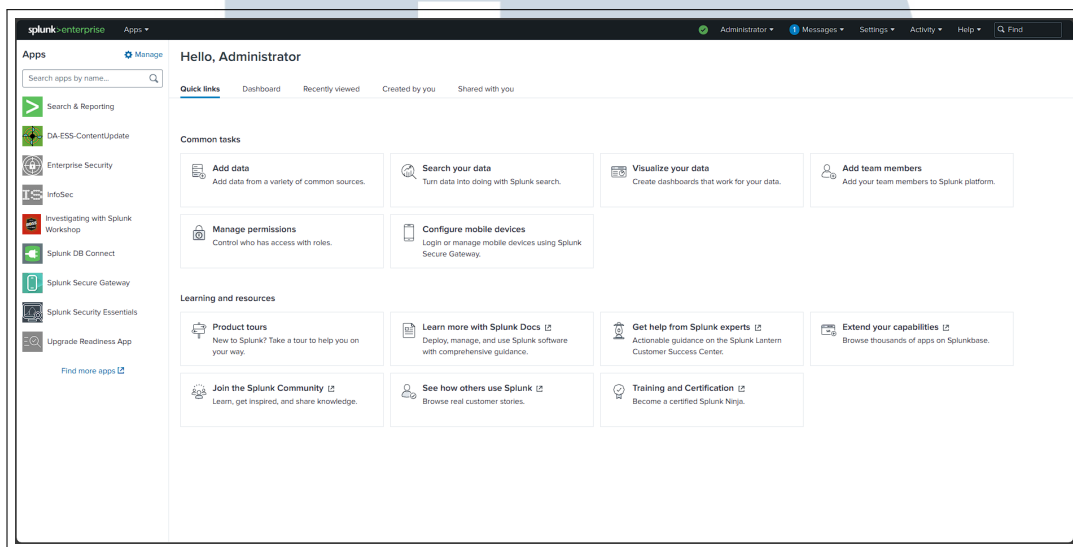 splunk>enterprise Apps
Administrator 1 Messages Settings Activity Help Find
Apps Manage
Search apps by name...
Search & Reporting
DA-ESS-ContentUpdate
Enterprise Security
IS InfoSec
Investigating with Splunk
Workshop
Splunk DB Connect
Splunk Secure Gateway
Splunk Security Essentials
Upgrade Readiness App
Find more apps
Hello, Administrator
Quick links Dashboard Recently viewed Created by you Shared with you
Common tasks
Add data
Add data from a variety of common sources.
Search your data
Turn data into doing with Splunk search.
Visualize your data
Create dashboards that work for your data.
Add team members
Add your team members to Splunk platform.
Manage permissions
Control who has access with roles.
Configure mobile devices
Login or manage mobile devices using Splunk
Secure Gateway.
Learning and resources
Product tours
New to Splunk? Take a tour to help you on
your way.
Learn more with Splunk Docs
Deploy, manage, and use Splunk software
with comprehensive guidance.
Get help from Splunk experts
Actionable guidance on the Splunk Lantern
Customer Success Center.
Extend your capabilities
Browse thousands of apps on Splunkbase.
Join the Splunk Community
Learn, get inspired, and share knowledge.
See how others use Splunk
Browse real customer stories.
Training and Certification
Become a certified Splunk Ninja.